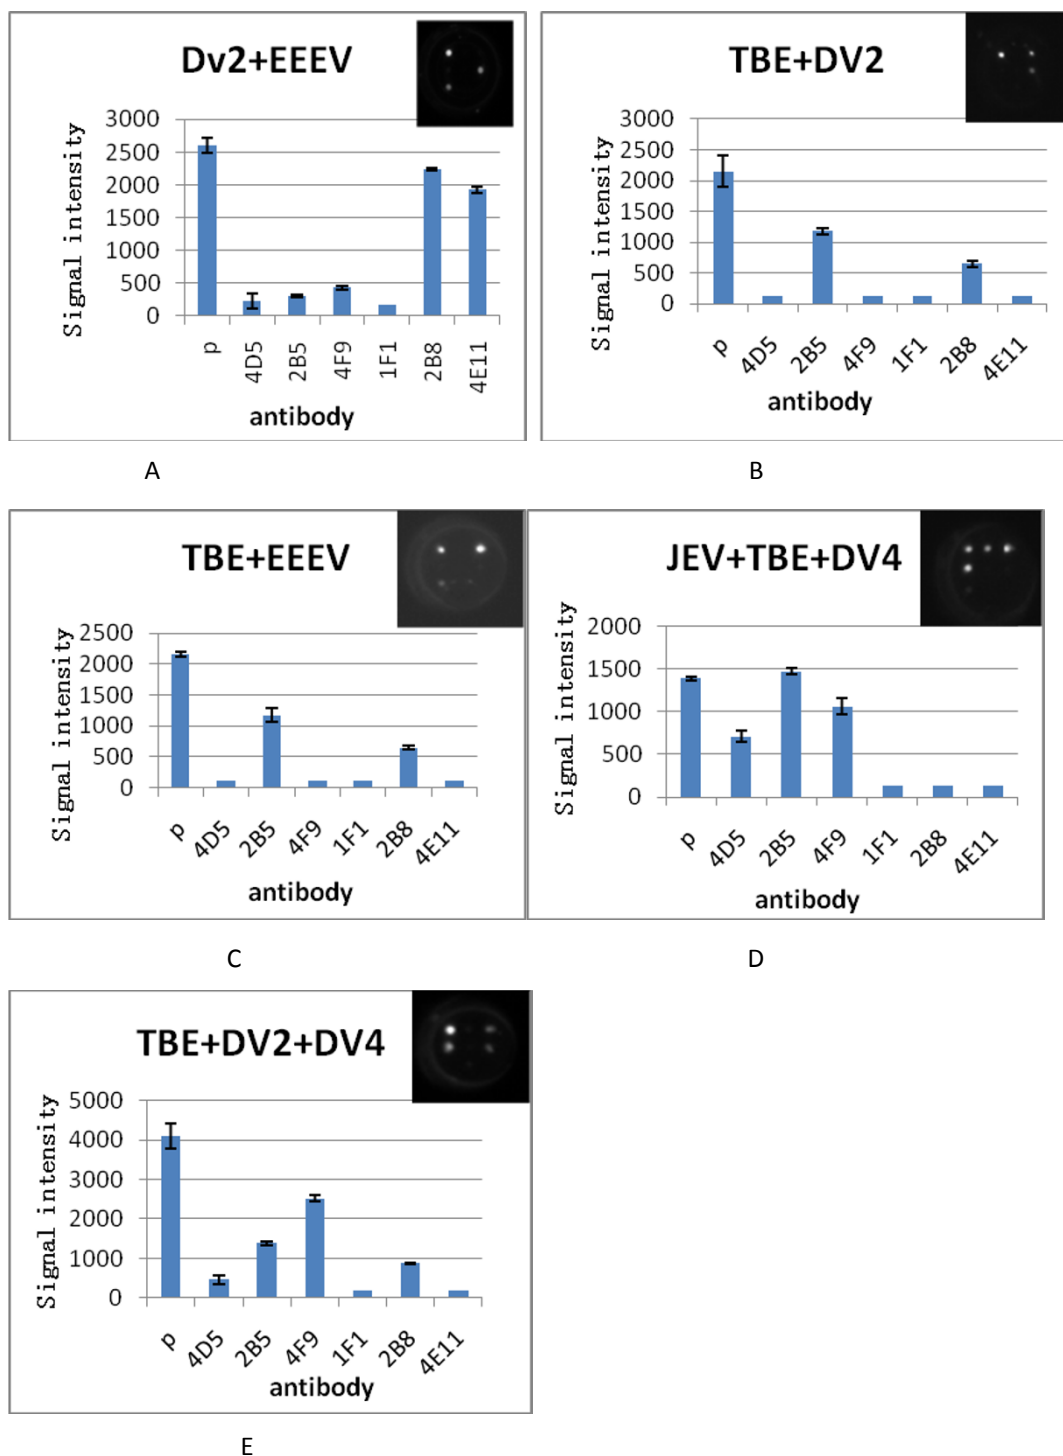 Dv2+EEEV
Signal intensity
3000
2500
2000
1500
1000
500
0
p 4D5 2B5 4F9 1F1 2B8 4E11
antibody
A
TBE+DV2
Signal intensity
3000
2500
2000
1500
1000
500
0
p 4D5 2B5 4F9 1F1 2B8 4E11
antibody
B
TBE+EEEV
Signal intensity
2500
2000
1500
1000
500
0
p 4D5 2B5 4F9 1F1 2B8 4E11
antibody
C
JEV+TBE+DV4
Signal intensity
2000
1500
1000
500
0
p 4D5 2B5 4F9 1F1 2B8 4E11
antibody
D
TBE+DV2+DV4
Signal intensity
5000
4000
3000
2000
1000
0
p 4D5 2B5 4F9 1F1 2B8 4E11
antibody
E